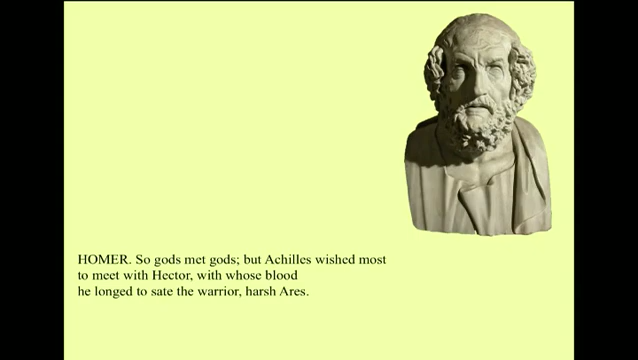 HOMER. So gods met gods; but Achilles wished most
to meet with Hector, with whose blood
he longed to sate the warrior, harsh Ares.